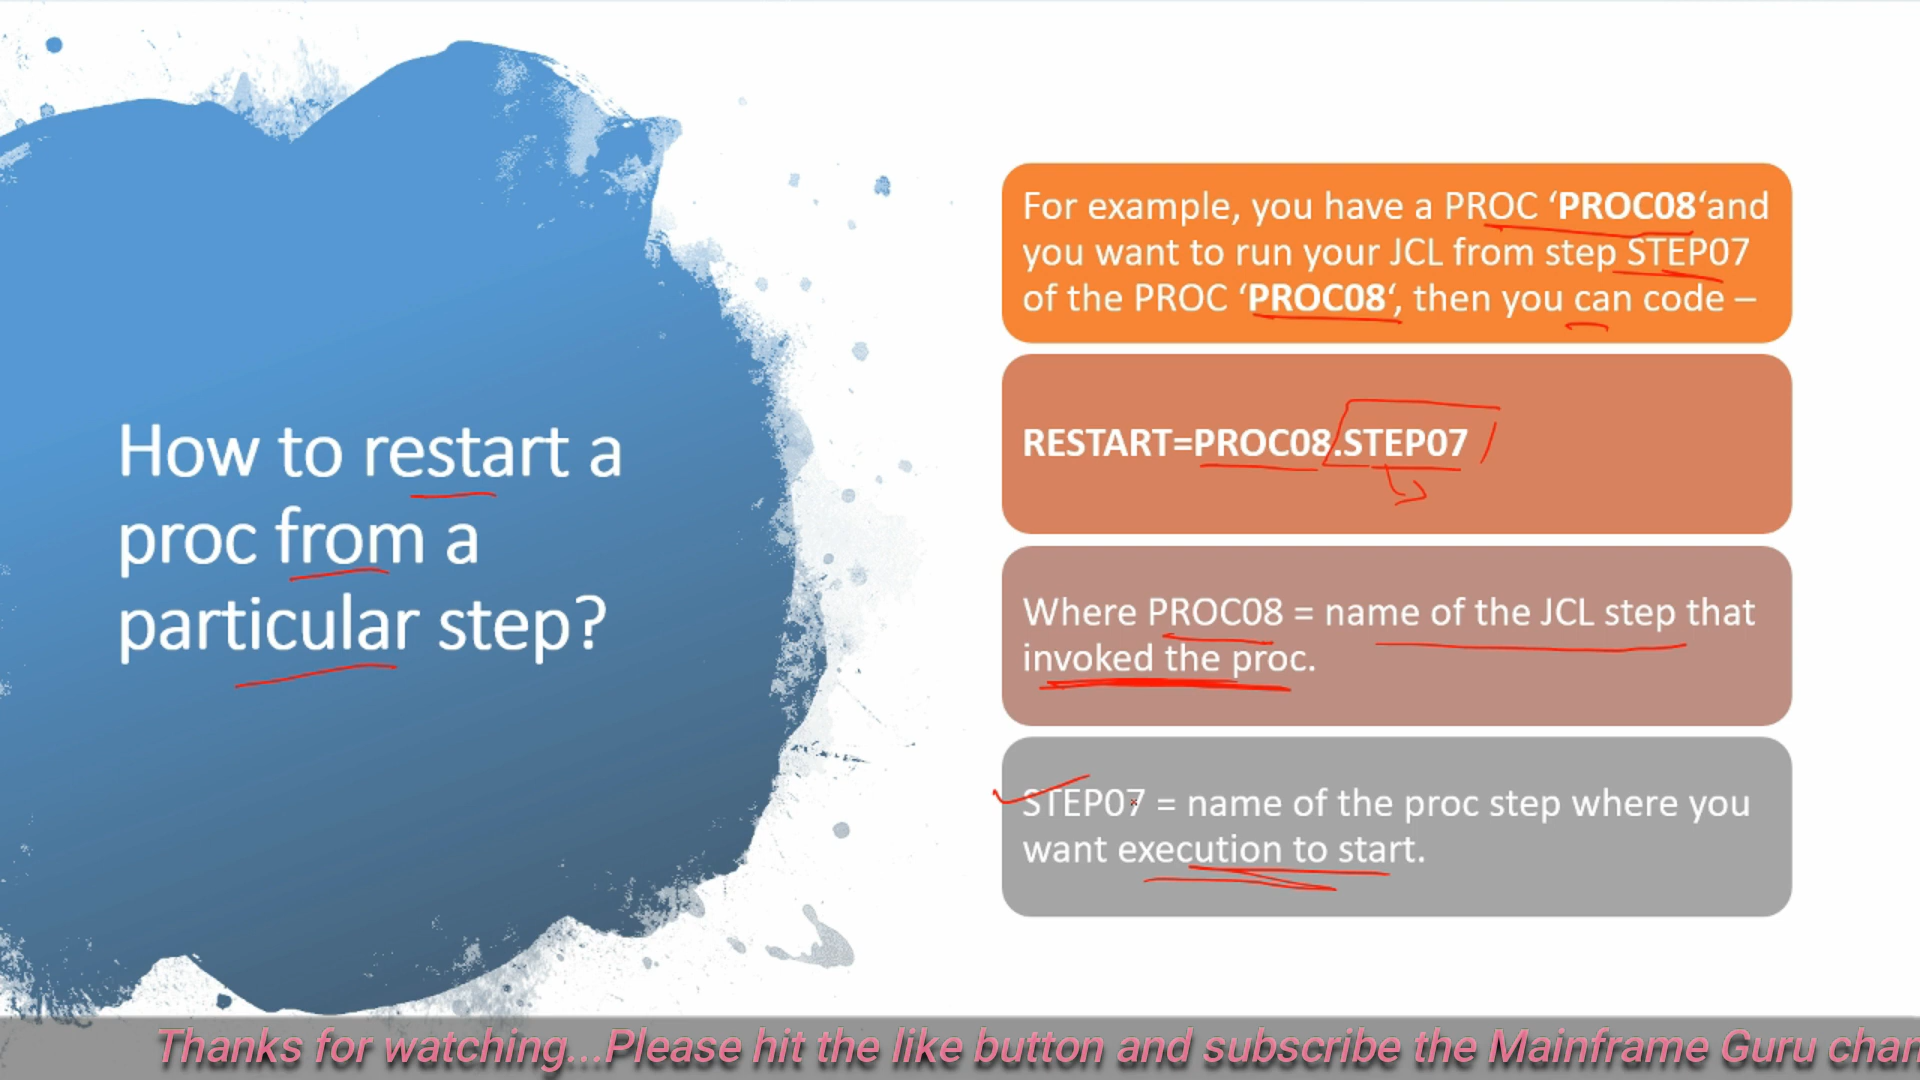 How to restart a
proc from a
particular step?
For example, you have a PROC ‘PROC08‘and
you want to run your JCL from step STEP07
of the PROC ‘PROC08‘, then you can code –
RESTART=PROC08.STEP07
Where PROC08 = name of the JCL step that
invoked the proc.
STEP07 = name of the proc step where you
want execution to start.
Thanks for watching...Please hit the like button and subscribe the Mainframe Guru chan